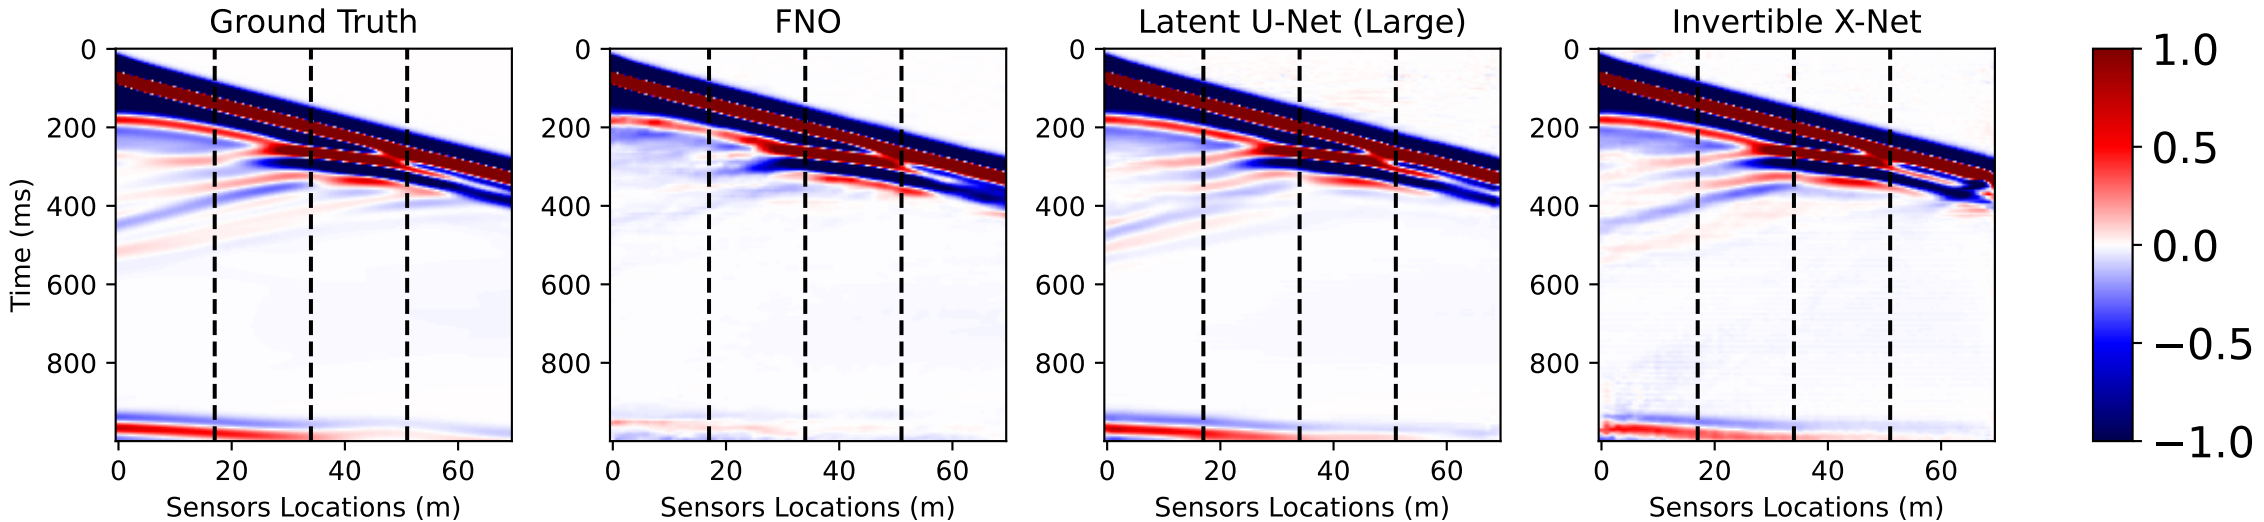 Ground Truth
FNO
Latent U-Net (Large)
Invertible X-Net
0
200
400
600
800
Time (ms)
0 20 40 60
Sensors Locations (m)
0
200
400
600
800
0 20 40 60
Sensors Locations (m)
0
200
400
600
800
0 20 40 60
Sensors Locations (m)
0
200
400
600
800
0 20 40 60
Sensors Locations (m)
1.0
0.5
0.0
−0.5
−1.0